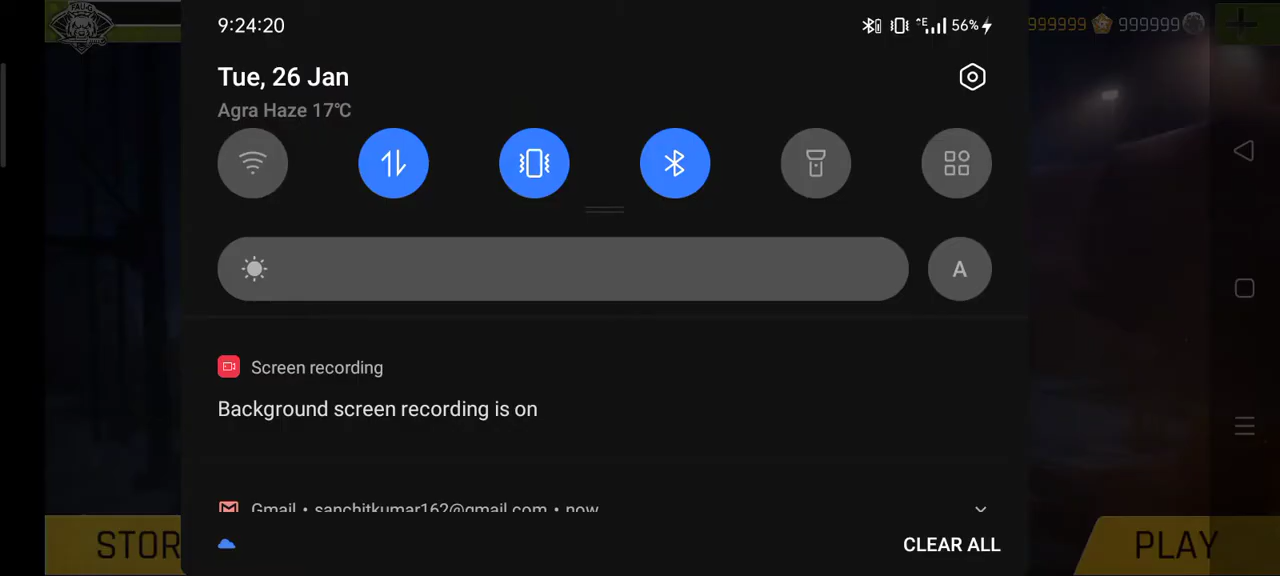 9:24:20
56%
999999 999999
Tue, 26 Jan
Agra Haze 17℃
A
Screen recording
Background screen recording is on
Gmail • sanchitkumar162@gmail.com • now
CLEAR ALL
STOR
PLAY